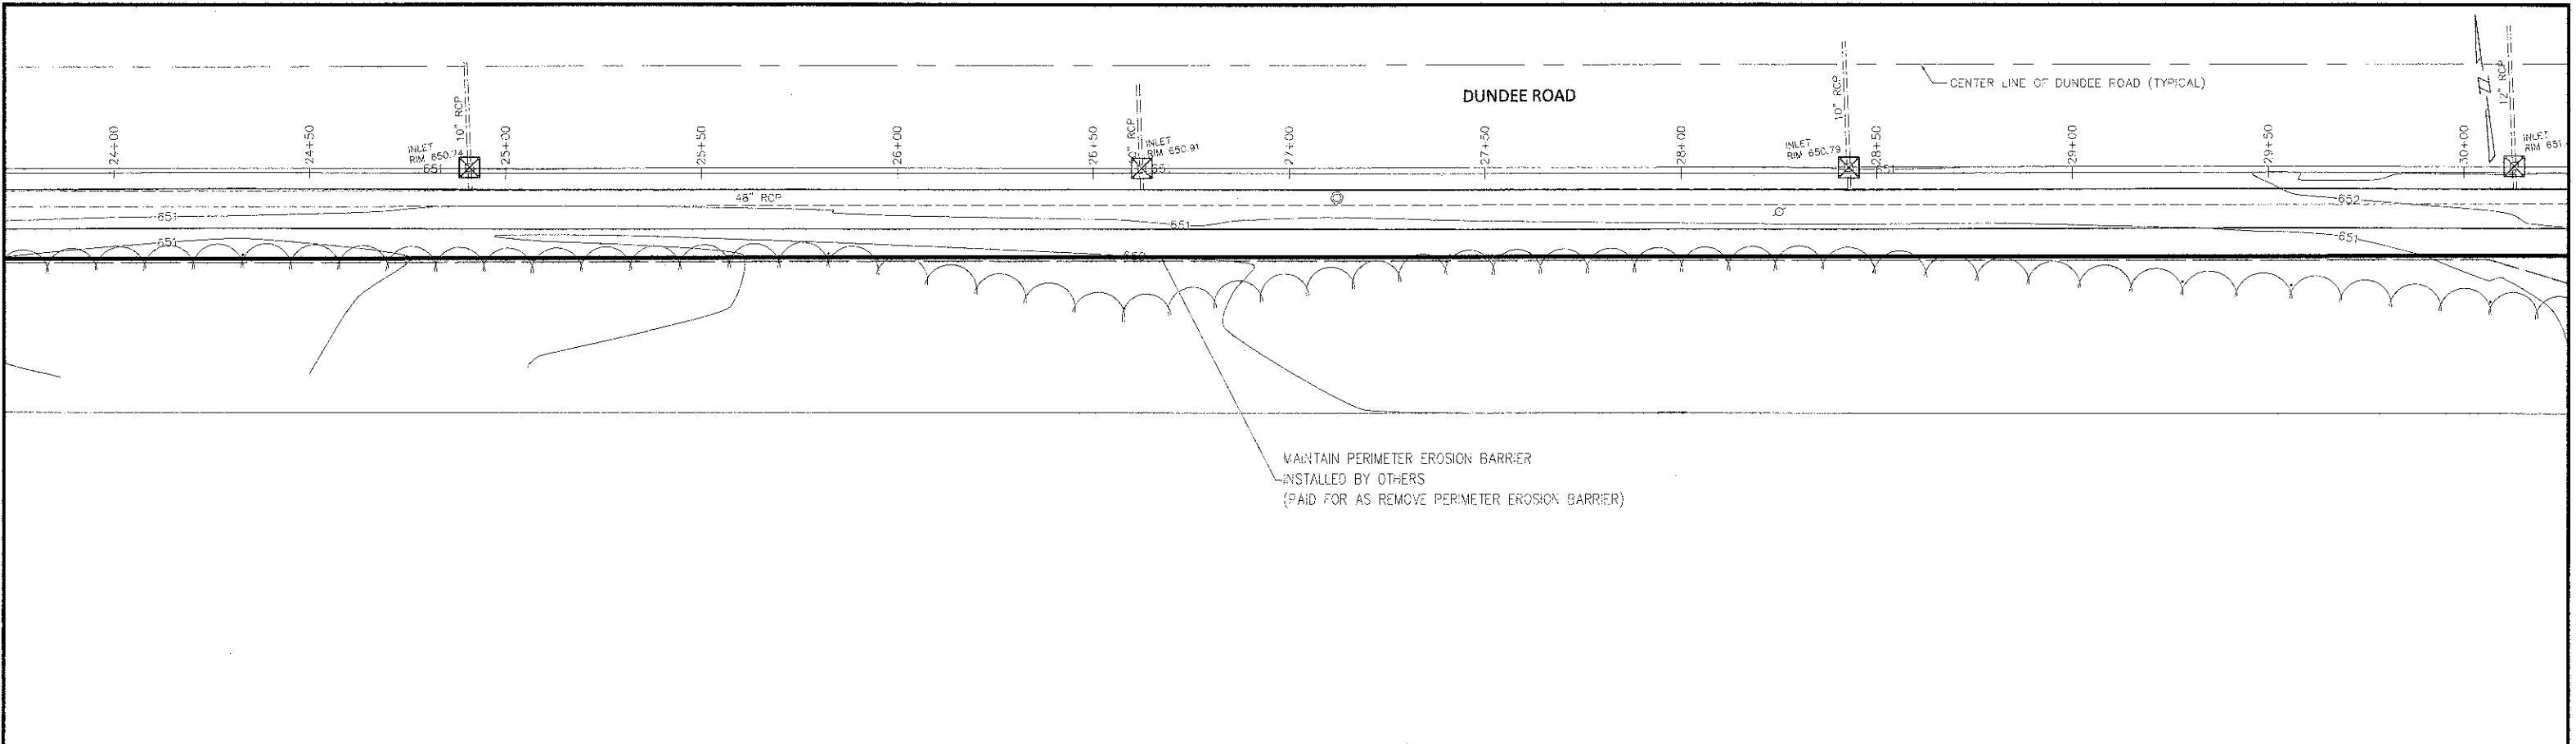 DUNDEE ROAD
CENTER LINE OF DUNDEE ROAD (TYPICAL)
10" RCP
RCP
10" RCP
12" RCP
24+00
24+50
25+00
25+50
26+00
26+50
27+00
27+50
28+00
28+50
29+00
29+50
30+00
INLET
RIM 650.74
INLET
RIM 650.91
INLET
RIM 650.79
INLET
RIM
651
651
48" RCP
651
651
652
651
651
MAINTAIN PERIMETER EROSION BARRIER
INSTALLED BY OTHERS
(PAID FOR AS REMOVE PERIMETER EROSION BARRIER)